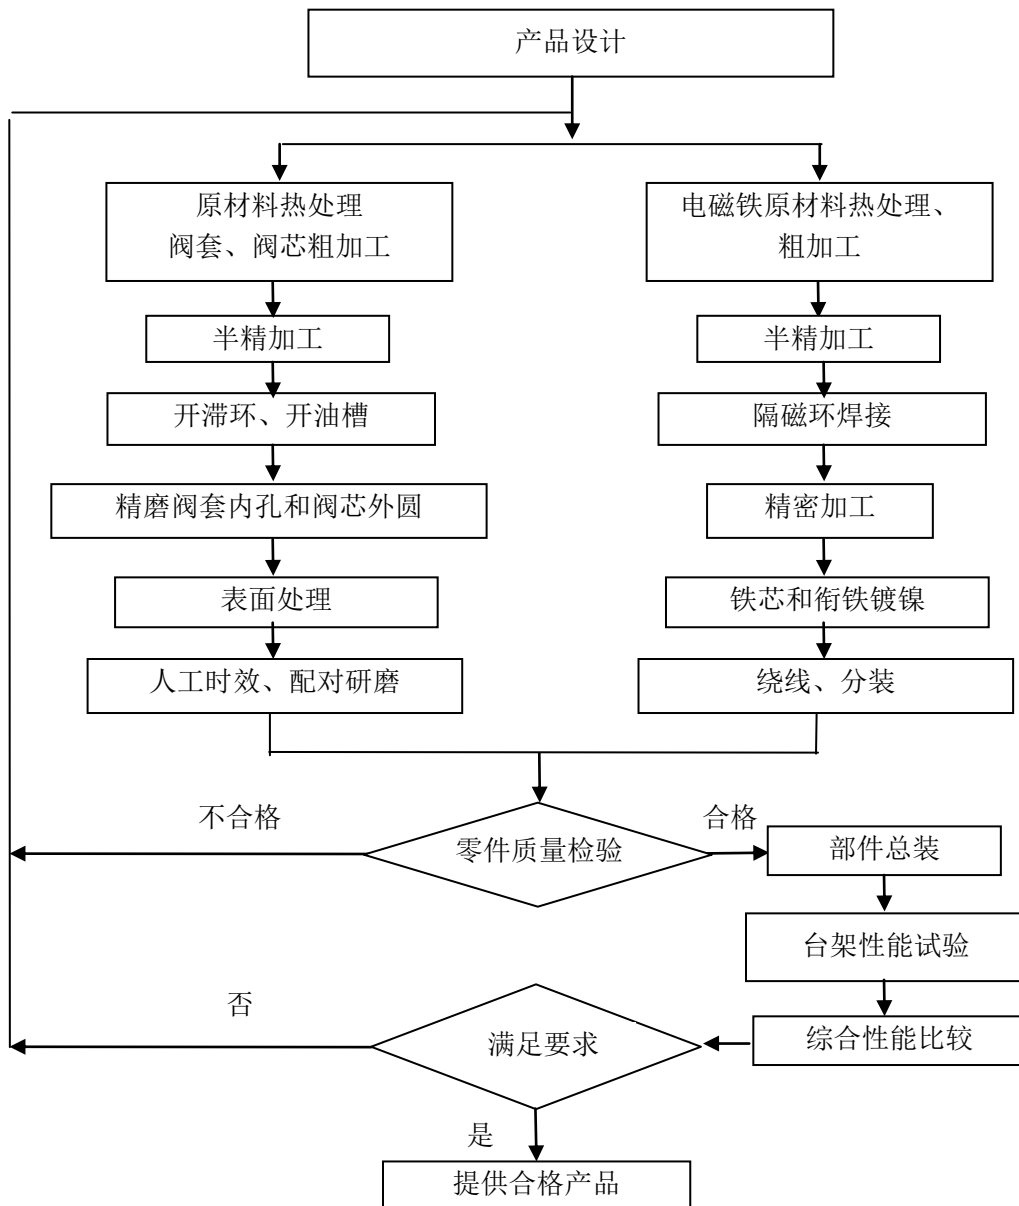 产品设计
原材料热处理
阀套、阀芯粗加工
电磁铁原材料热处理、
粗加工
半精加工
半精加工
开滞环、开油槽
隔磁环焊接
精磨阀套内孔和阀芯外圆
精密加工
表面处理
铁芯和衔铁镀镍
人工时效、配对研磨
绕线、分装
不合格
零件质量检验
合格
部件总装
台架性能试验
否
满足要求
综合性能比较
是
提供合格产品